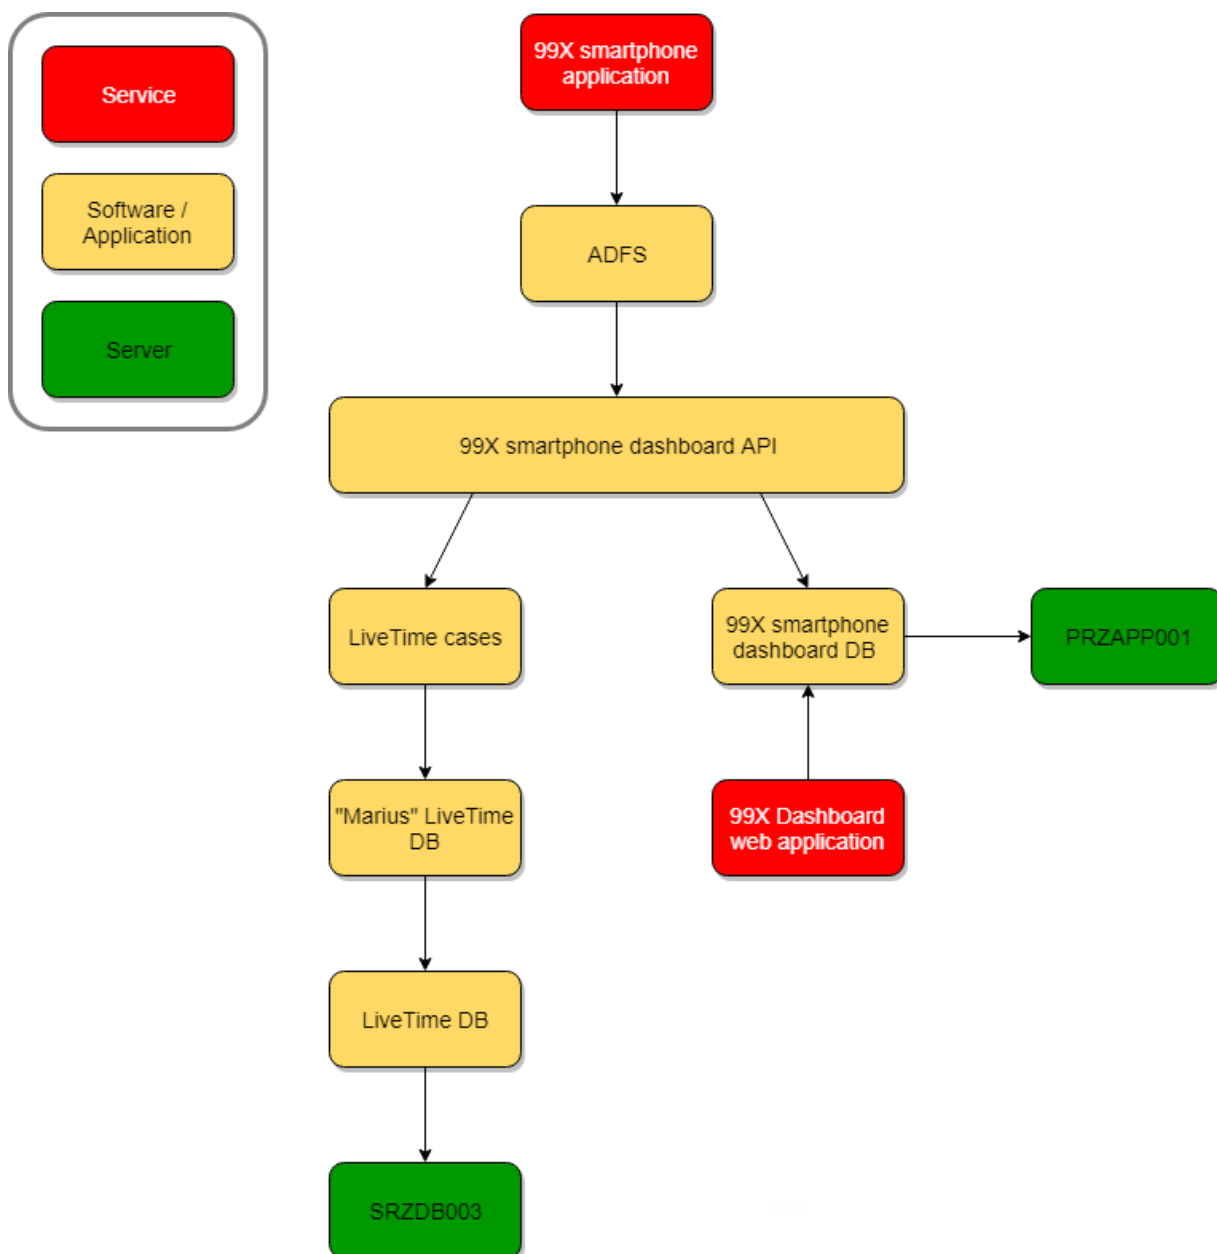 Service
Software /
Application
Server
99X smartphone
application
ADFS
99X smartphone dashboard API
LiveTime cases
99X smartphone
dashboard DB
PRZAPP001
"Marius" LiveTime
DB
99X Dashboard
web application
LiveTime DB
SRZDB003